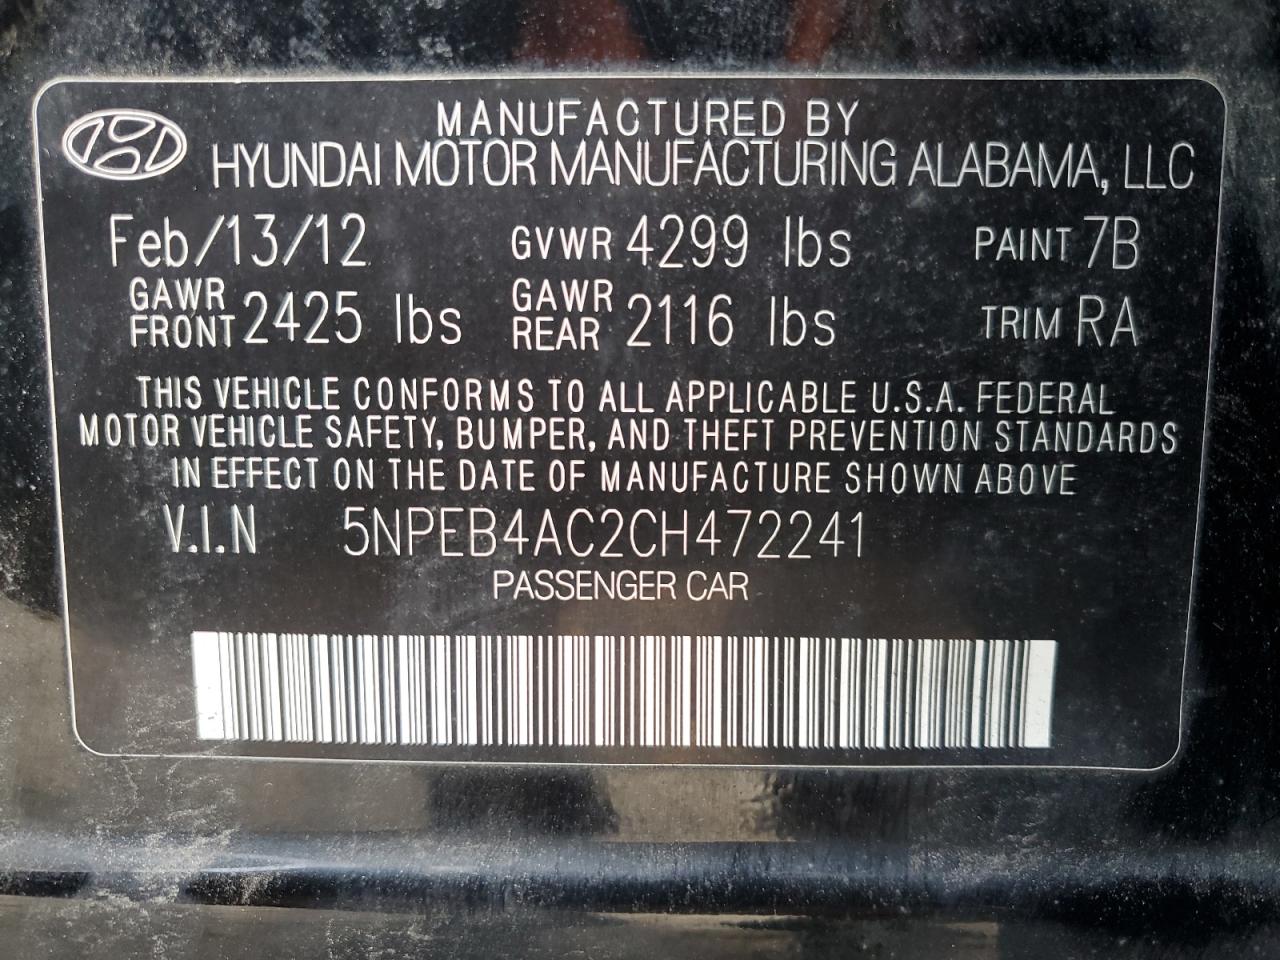 MANUFACTURED BY
HYUNDAI MOTOR MANUFACTURING ALABAMA, LLC
Feb/13/12 GVWR 4299 lbs PAINT 7B
GAWR FRONT 2425 lbs GAWR REAR 2116 lbs TRIM RA
THIS VEHICLE CONFORMS TO ALL APPLICABLE U.S.A. FEDERAL
MOTOR VEHICLE SAFETY, BUMPER, AND THEFT PREVENTION STANDARDS
IN EFFECT ON THE DATE OF MANUFACTURE SHOWN ABOVE
V.I.N 5NPEB4AC2CH472241
PASSENGER CAR